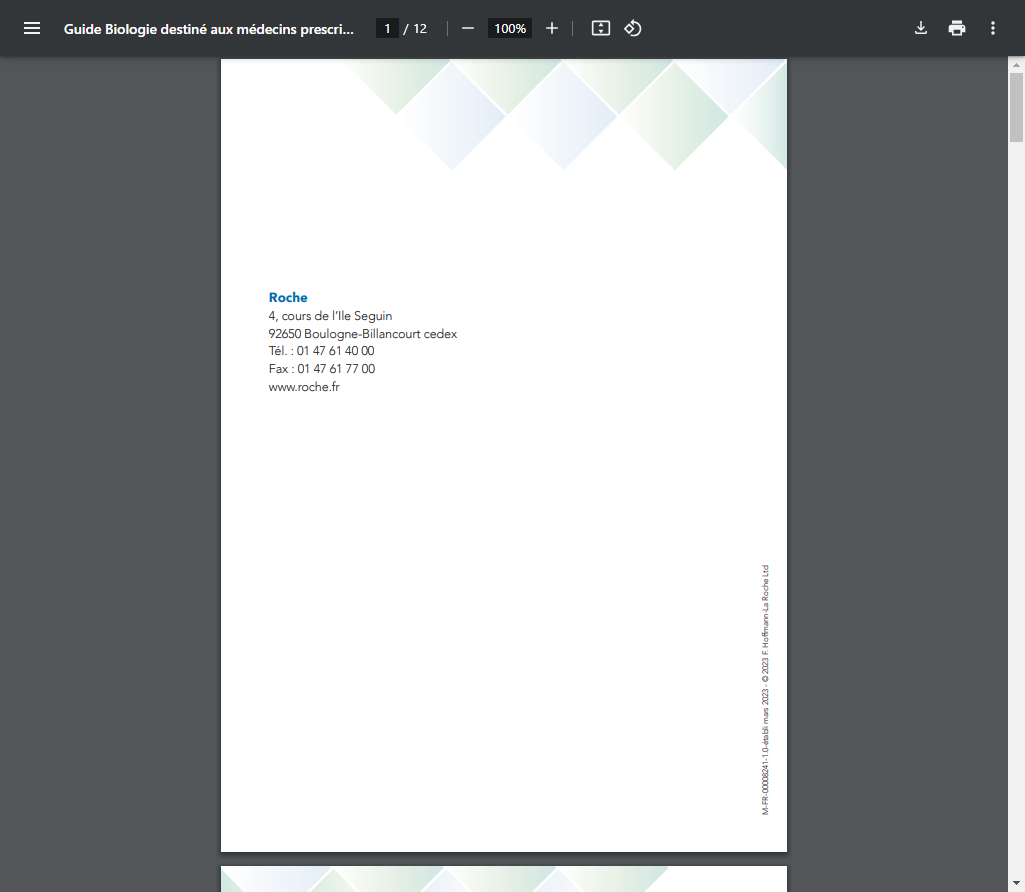 Guide Biologie destiné aux médecins prescri...
1 / 12
100%
Roche
4, cours de l'Ile Seguin
92650 Boulogne-Billancourt cedex
Tél. : 01 47 61 40 00
Fax : 01 47 61 77 00
www.roche.fr
M-FR-00008241-1.0-établi mars 2023 - © 2023 F. Hoffmann-La Roche Ltd